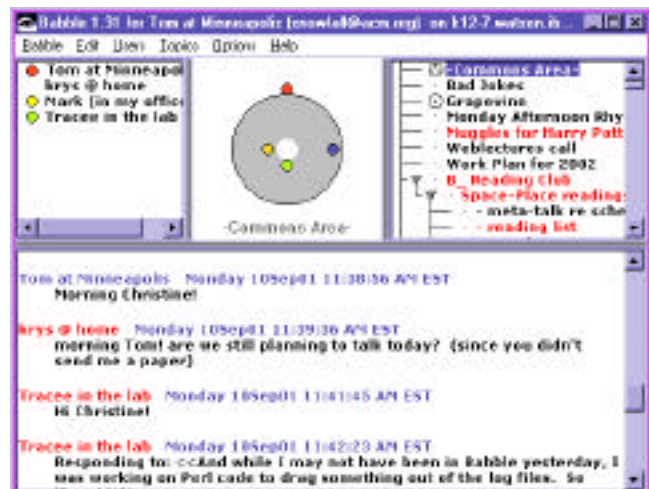 Babble 1.31 for Tom at Minneapolis (snowfall@acm.org) on k12-7.watson.ib...
Babble Edit Users Topics Options Help
Tom at Minneapol
krys @ home
Mark (in my offic
Tracee in the lab
-Commons Area-
-Commons Area-
Bad Jokes
Grapevine
Monday Afternoon Rhy
Muggles for Harry Pott
Weblectures call
Work Plan for 2002
B_Reading Club
Space-Place reading
meta-talk re sche
reading list
Tom at Minneapolis Monday 10Sep01 11:38:56 AM EST
Morning Christine!
krys @ home Monday 10Sep01 11:39:36 AM EST
morning Tom! are we still planning to talk today? (since you didn't
send me a paper)
Tracee in the lab Monday 10Sep01 11:41:45 AM EST
Hi Christine!
Tracee in the lab Monday 10Sep01 11:42:23 AM EST
Responding to: <<And while I may not have been in Babble yesterday, I
was working on Perl code to drag something out of the log files. So